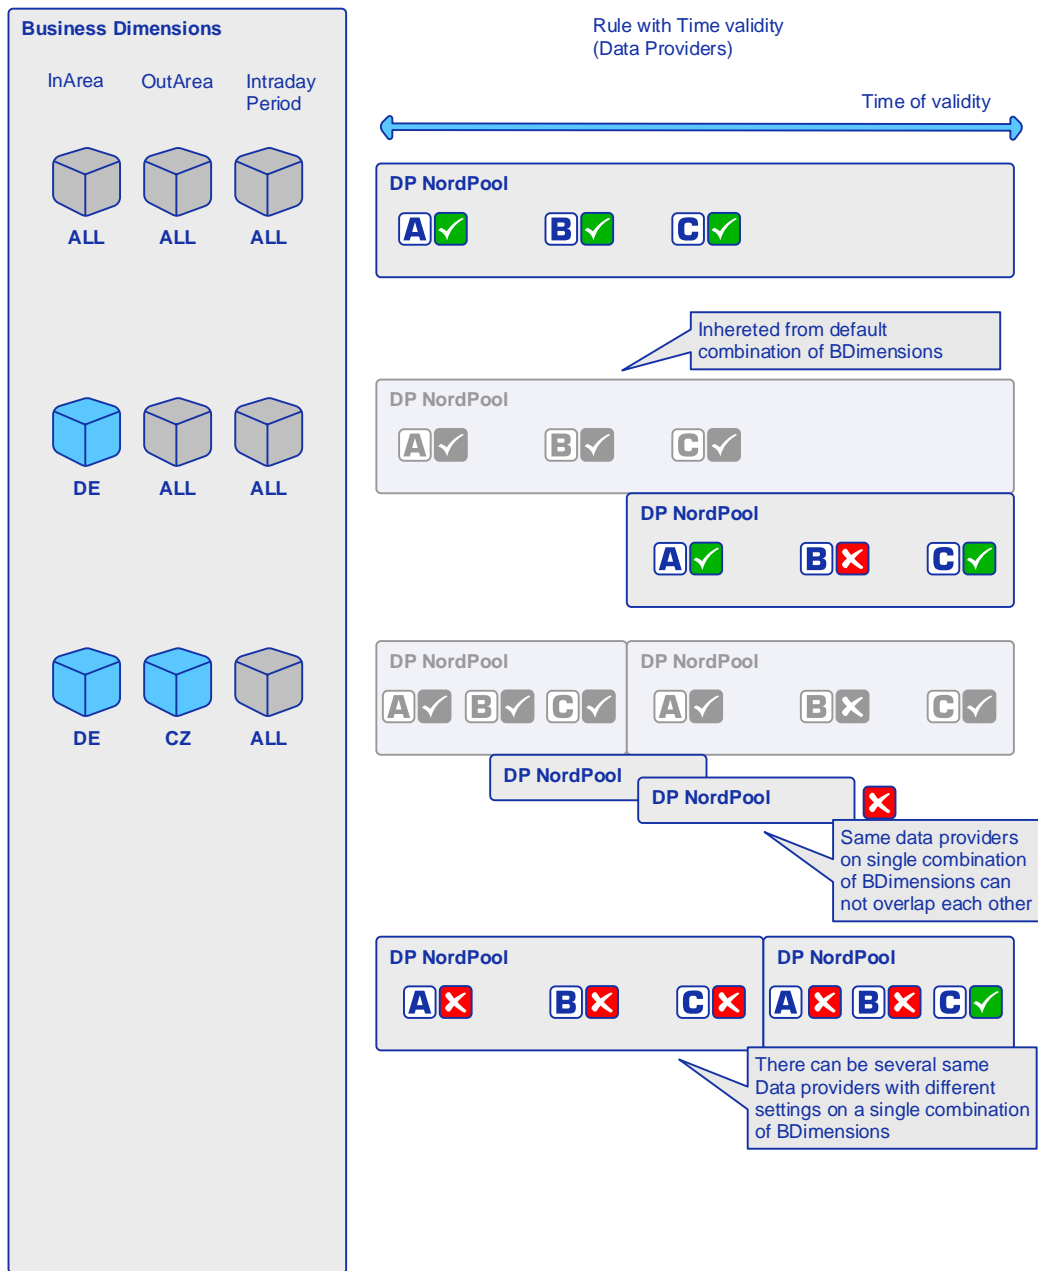 Business Dimensions
InArea
OutArea
Intraday
Period
Rule with Time validity
(Data Providers)
Time of validity
ALL
ALL
ALL
DP NordPool
A
B
C
Inhereted from default
combination of BDimensions
DE
ALL
ALL
DP NordPool
A
B
C
DP NordPool
A
B
C
DE
CZ
ALL
DP NordPool
A
B
C
DP NordPool
A
B
C
DP NordPool
DP NordPool
Same data providers
on single combination
of BDimensions can
not overlap each other
DP NordPool
A
B
C
DP NordPool
A
B
C
There can be several same
Data providers with different
settings on a single combination
of BDimensions